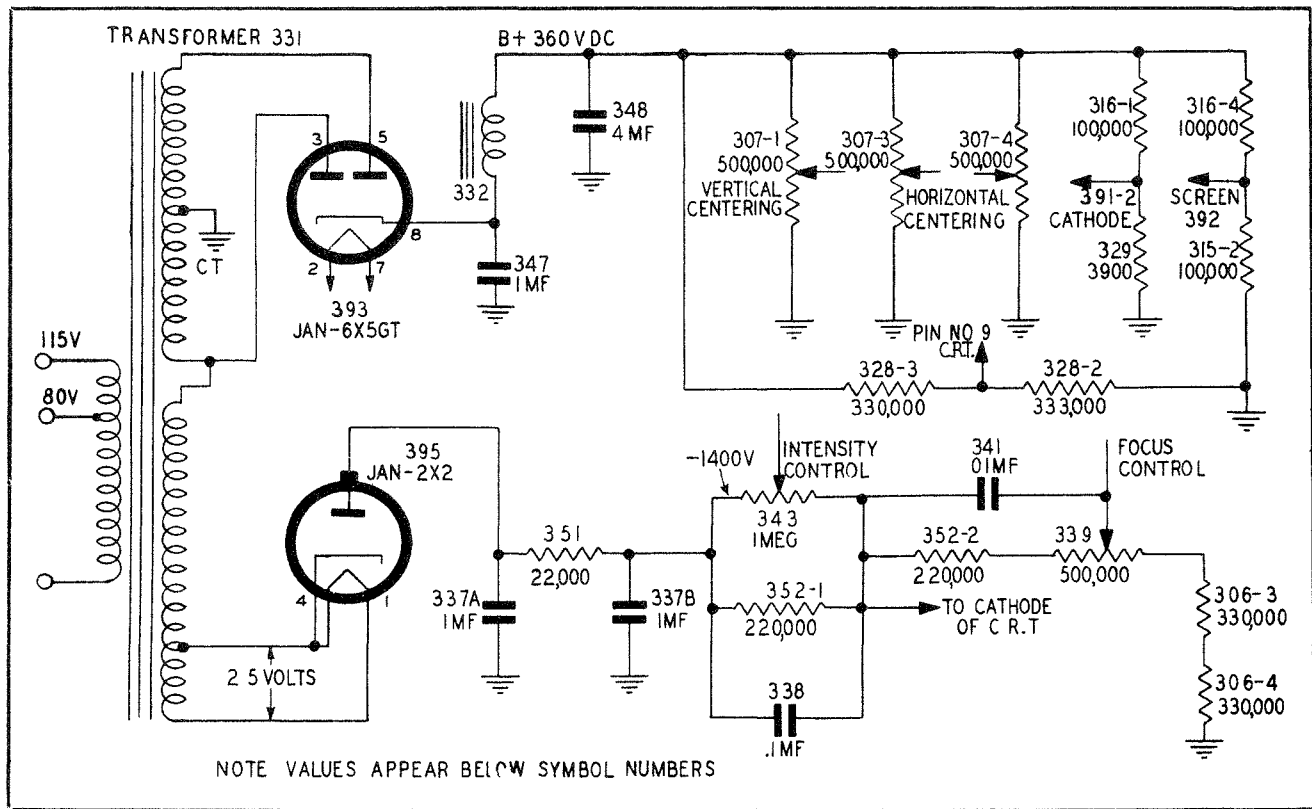 TRANSFORMER 331
B+ 360VDC
3
5
8
2
7
CT
393
JAN-6X5GT
332
348
4MF
347
1MF
307-1
500,000
VERTICAL
CENTERING
307-3
500,000
307-4
500,000
HORIZONTAL
CENTERING
316-1
100,000
391-2
CATHODE
329
3900
316-4
100,000
SCREEN
392
315-2
100,000
PIN NO 9
C.R.T.
328-3
330,000
328-2
333,000
115V
80V
395
JAN-2X2
4
1
2 5 VOLTS
351
22,000
337A
1MF
337B
1MF
-1400V
INTENSITY
CONTROL
343
1MEG
352-1
220,000
338
.1MF
341
01MF
FOCUS
CONTROL
352-2
220,000
339
500,000
TO CATHODE
OF C R.T
306-3
330,000
306-4
330,000
NOTE VALUES APPEAR BELOW SYMBOL NUMBERS